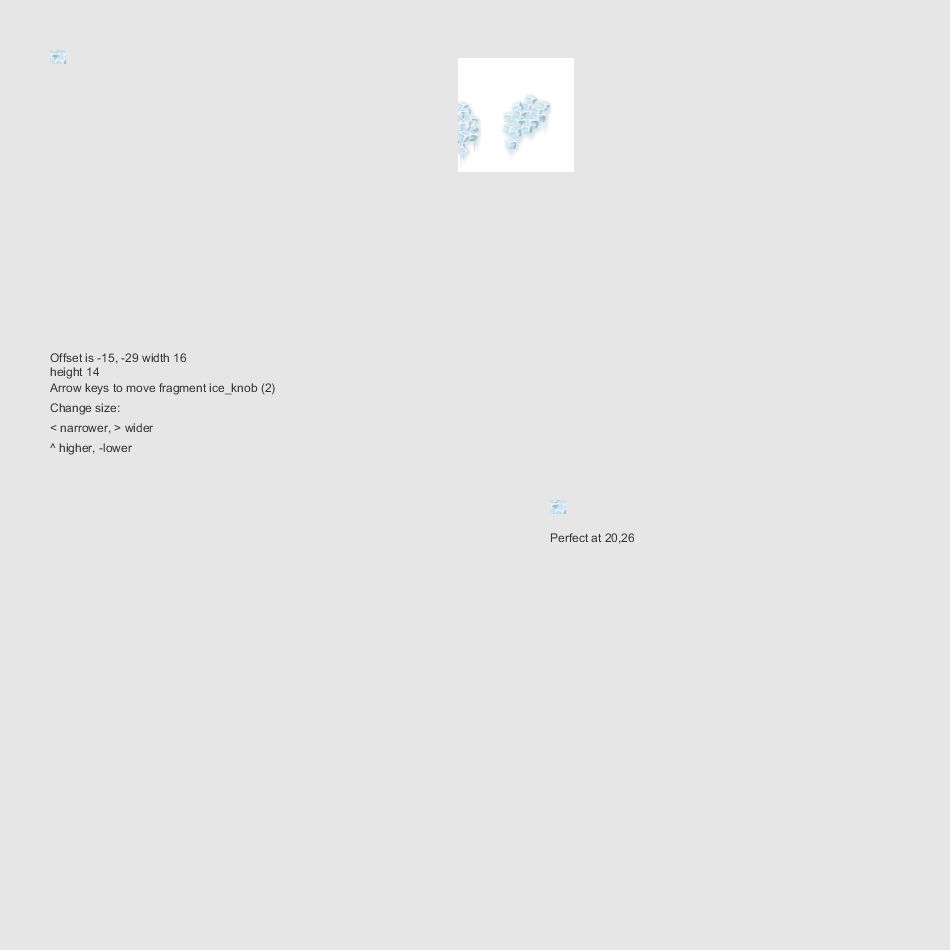 Offset is -15, -29 width 16
height 14
Arrow keys to move fragment ice_knob (2)
Change size:
< narrower, > wider
^ higher, -lower
Perfect at 20,26